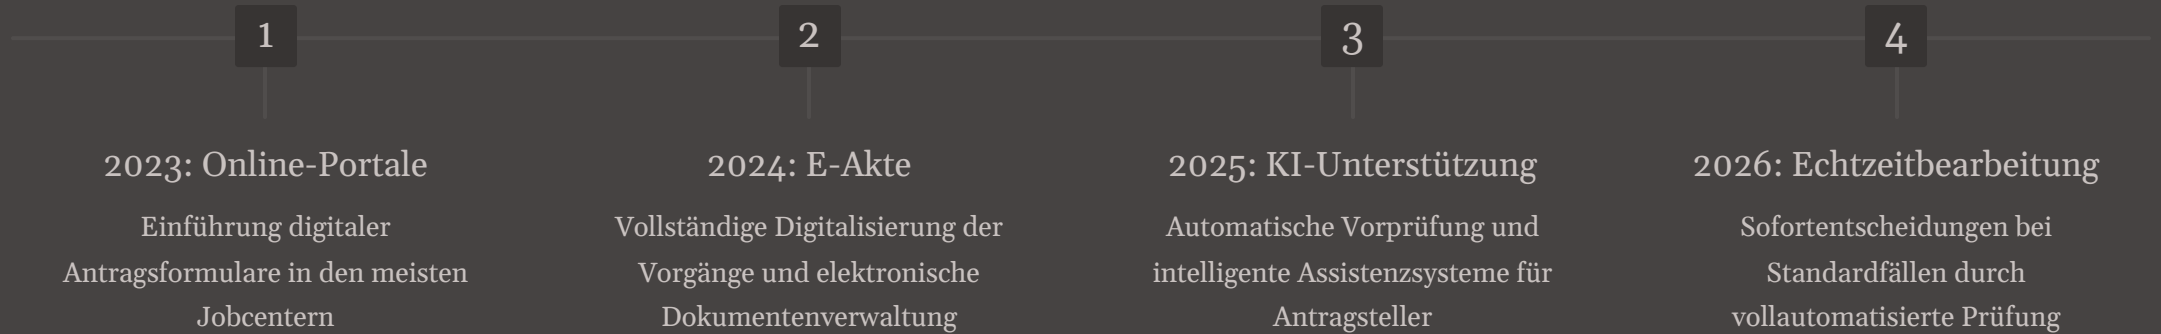 1
2
3
4
2023: Online-Portale
Einführung digitaler
Antragsformulare in den meisten
Jobcentern
2024: E-Akte
Vollständige Digitalisierung der
Vorgänge und elektronische
Dokumentenverwaltung
2025: KI-Unterstützung
Automatische Vorprüfung und
intelligente Assistenzsysteme für
Antragsteller
2026: Echtzeitbearbeitung
Sofortentscheidungen bei
Standardfällen durch
vollautomatisierte Prüfung